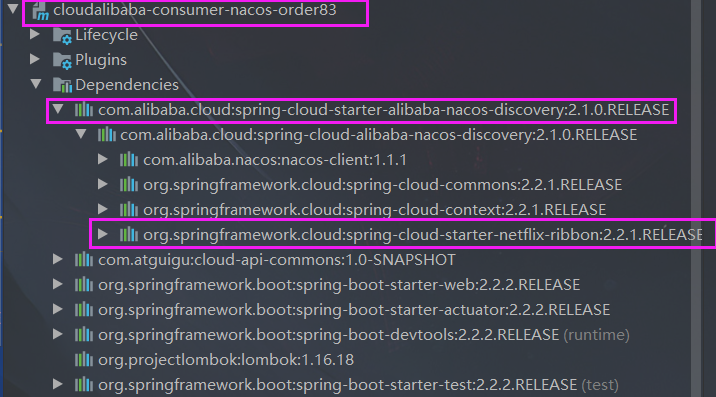 cloudalibaba-consumer-nacos-order83
Lifecycle
Plugins
Dependencies
com.alibaba.cloud:spring-cloud-starter-alibaba-nacos-discovery:2.1.0.RELEASE
com.alibaba.cloud:spring-cloud-alibaba-nacos-discovery:2.1.0.RELEASE
com.alibaba.nacos:nacos-client:1.1.1
org.springframework.cloud:spring-cloud-commons:2.2.1.RELEASE
org.springframework.cloud:spring-cloud-context:2.2.1.RELEASE
org.springframework.cloud:spring-cloud-starter-netflix-ribbon:2.2.1.RELEASE
com.atguigu:cloud-api-commons:1.0-SNAPSHOT
org.springframework.boot:spring-boot-starter-web:2.2.2.RELEASE
org.springframework.boot:spring-boot-starter-actuator:2.2.2.RELEASE
org.springframework.boot:spring-boot-devtools:2.2.2.RELEASE (runtime)
org.projectlombok:lombok:1.16.18
org.springframework.boot:spring-boot-starter-test:2.2.2.RELEASE (test)